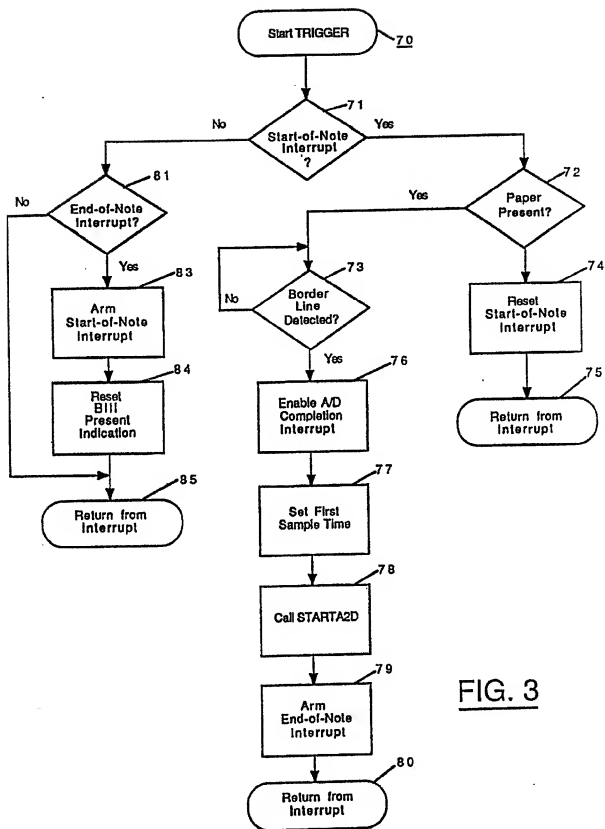 Start TRIGGER
70
71
No
Start-of-Note
Interrupt
?
Yes
81
No
End-of-Note
Interrupt?
Yes
72
Yes
Paper
Present?
73
No
Border
Line
Detected?
Yes
83
Arm
Start-of-Note
Interrupt
74
Reset
Start-of-Note
Interrupt
84
Reset
Bill
Present
Indication
76
Enable A/D
Completion
Interrupt
75
Return from
Interrupt
85
Return from
Interrupt
77
Set First
Sample Time
78
Call STARTA2D
79
Arm
End-of-Note
Interrupt
80
Return from
Interrupt
FIG. 3